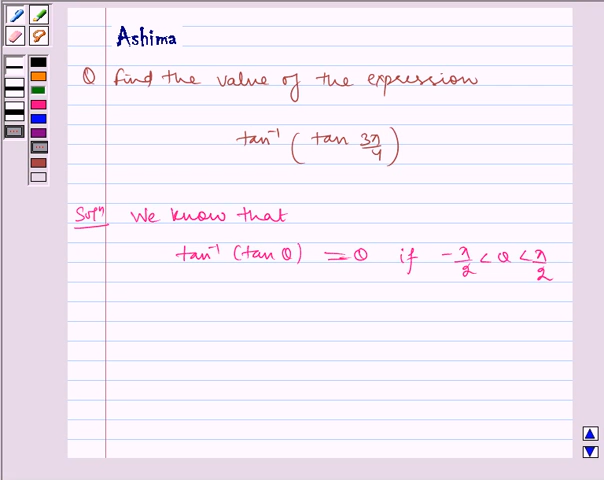 Ashima
Q find the value of the expression
tan⁻¹ ( tan 3π/4 )
Solⁿ We know that
tan⁻¹ (tan θ) = θ if -π/2 < θ < π/2